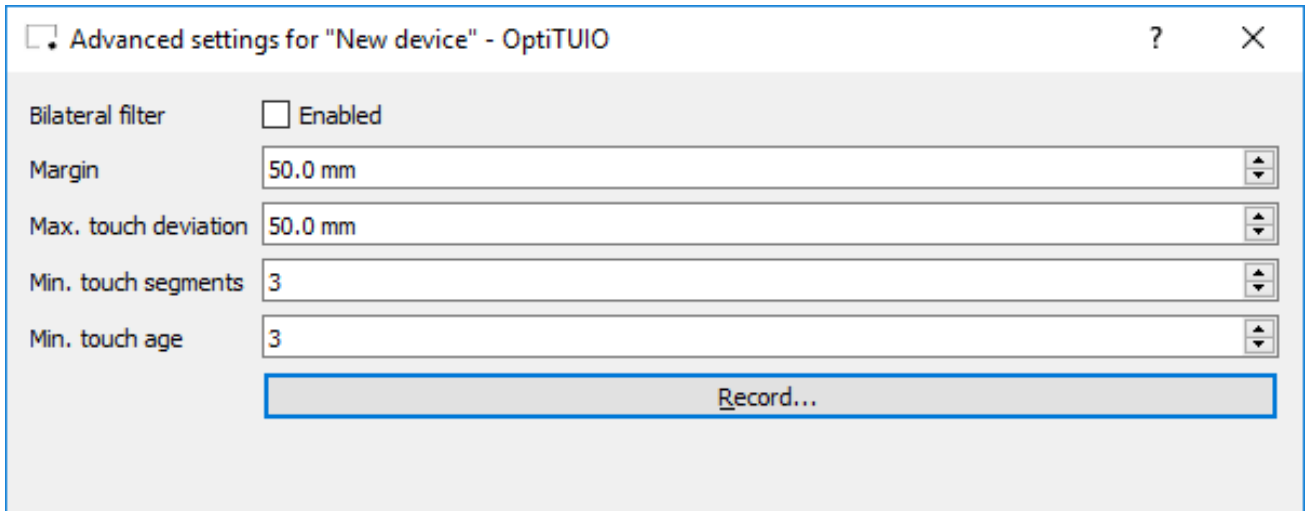 Advanced settings for "New device" - OptiTUIO ?
Bilateral filter Enabled
Margin 50.0 mm
Max. touch deviation 50.0 mm
Min. touch segments 3
Min. touch age 3
Record...